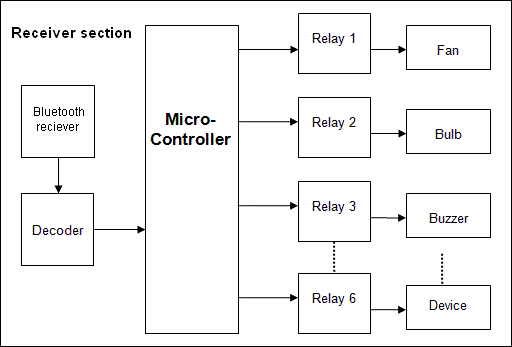 Receiver section
Bluetooth
reciever
Decoder
Micro-
Controller
Relay 1
Fan
Relay 2
Bulb
Relay 3
Buzzer
Relay 6
Device